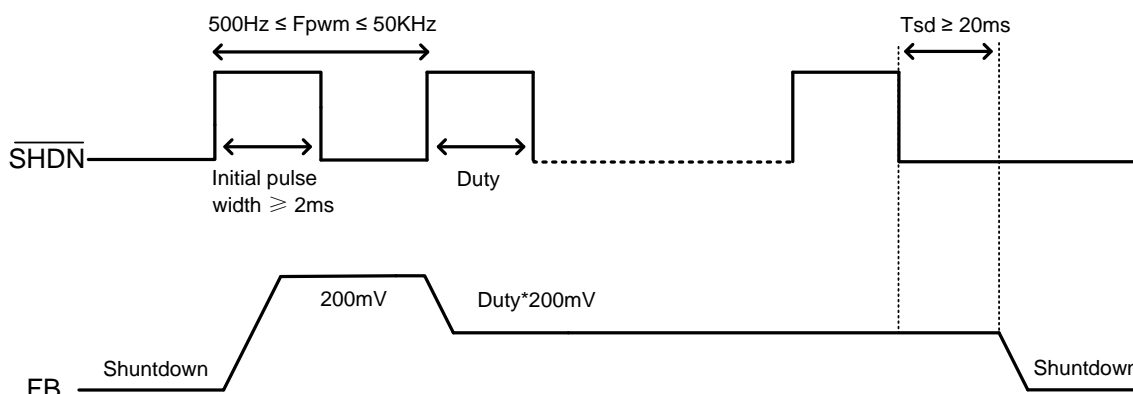 500Hz ≤ Fpwm ≤ 50KHz
Tsd ≥ 20ms
SHDN
Initial pulse
width ≥ 2ms
Duty
200mV
Duty*200mV
Shuntdown
Shuntdown
FB